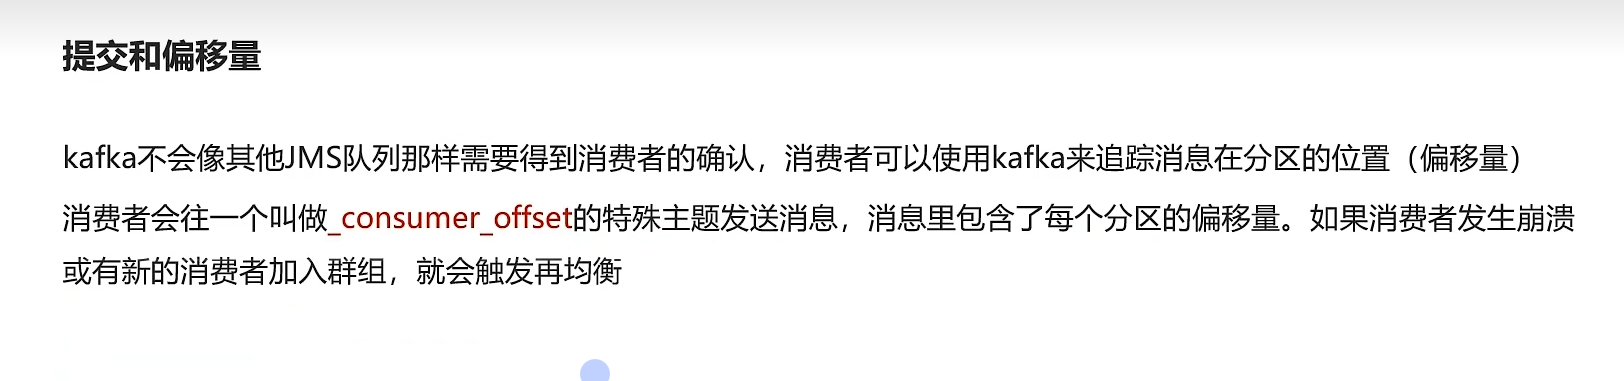 提交和偏移量
kafka不会像其他JMS队列那样需要得到消费者的确认，消费者可以使用kafka来追踪消息在分区的位置（偏移量）
消费者会往一个叫做_consumer_offset的特殊主题发送消息，消息里包含了每个分区的偏移量。如果消费者发生崩溃
或有新的消费者加入群组，就会触发再均衡